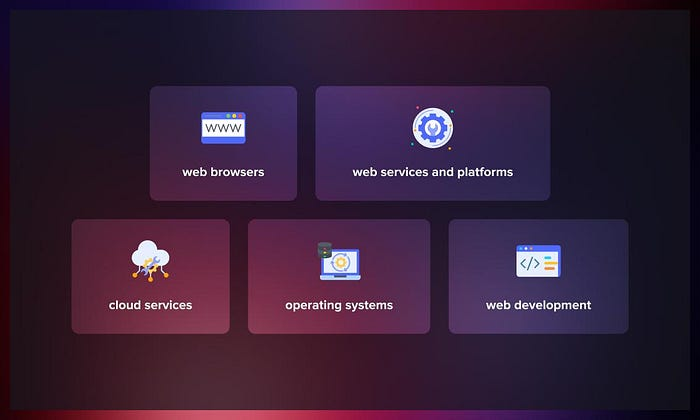 WWW
web browsers
web services and platforms
cloud services
operating systems
</>
web development